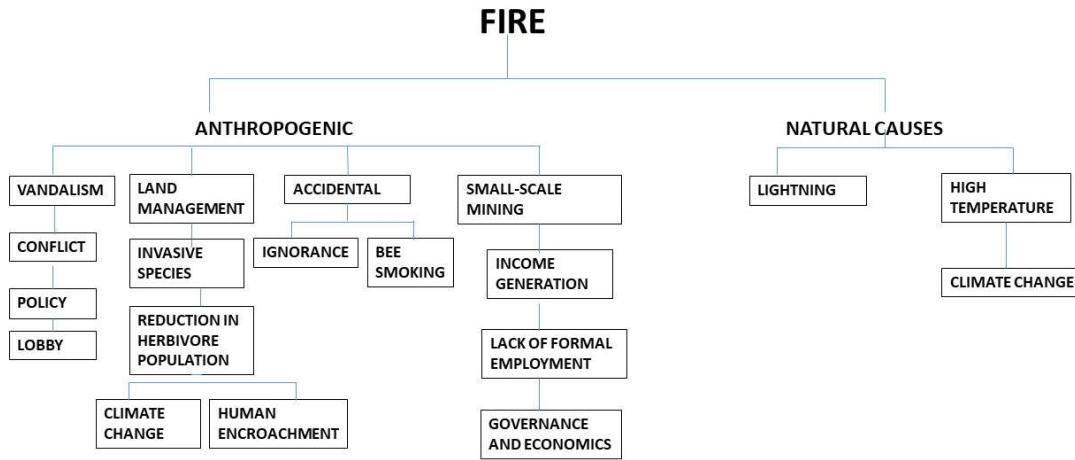 FIRE
ANTHROPOGENIC
NATURAL CAUSES
VANDALISM
LAND
MANAGEMENT
ACCIDENTAL
SMALL-SCALE
MINING
LIGHTNING
HIGH
TEMPERATURE
CONFLICT
INVASIVE
SPECIES
IGNORANCE
BEE
SMOKING
INCOME
GENERATION
CLIMATE CHANGE
POLICY
REDUCTION IN
HERBIVORE
POPULATION
LOBBY
LACK OF FORMAL
EMPLOYMENT
CLIMATE
CHANGE
HUMAN
ENCROACHMENT
GOVERNANCE
AND ECONOMICS